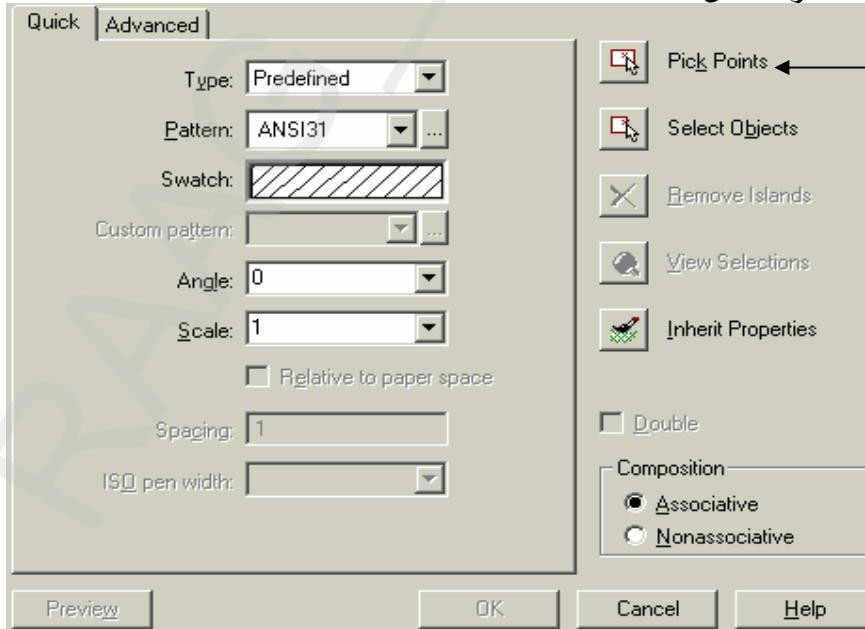 Quick Advanced
Type: Predefined
Pattern: ANSI31 ...
Swatch:
Custom pattern: ...
Angle: 0
Scale: 1
Relative to paper space
Spacing: 1
ISO pen width:
Pick Points
Select Objects
Remove Islands
View Selections
Inherit Properties
Double
Composition
Associative
Nonassociative
Preview OK Cancel Help